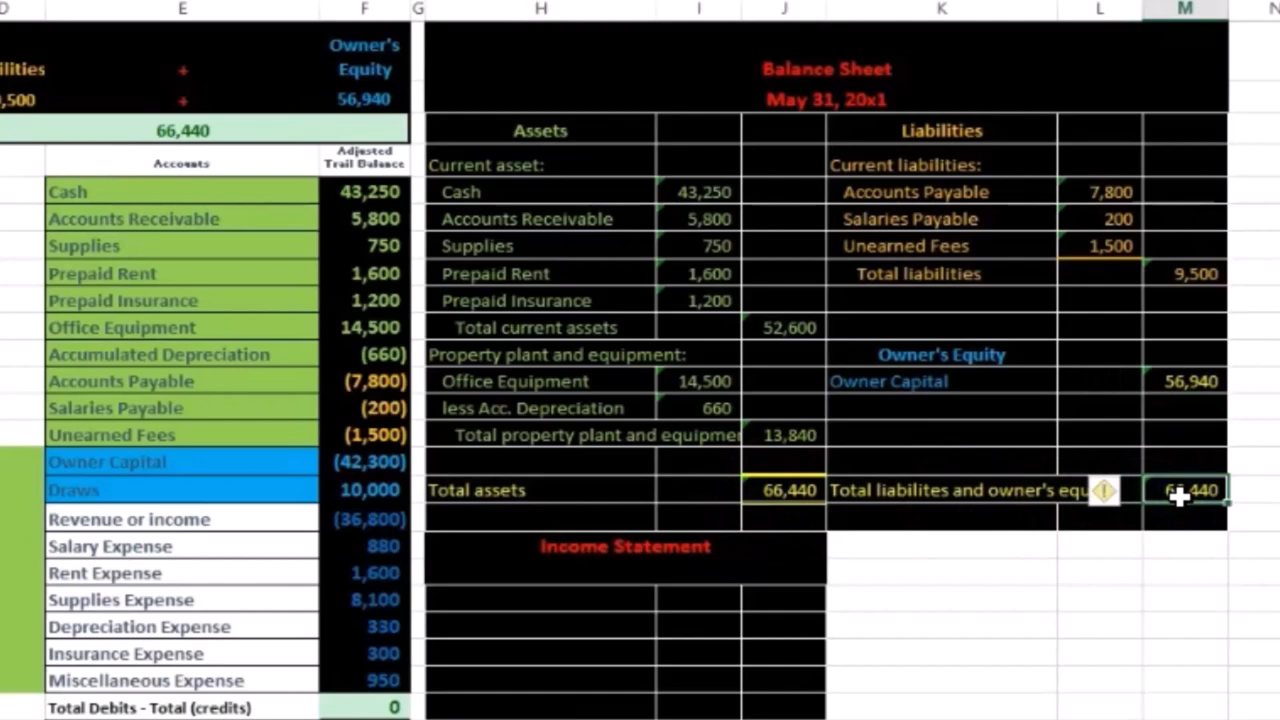 D E F G H I J K L M N
Owner's
ilities + Equity
,500 + 56,940
66,440
Adjusted
Accounts Trail Balance
Cash 43,250
Accounts Receivable 5,800
Supplies 750
Prepaid Rent 1,600
Prepaid Insurance 1,200
Office Equipment 14,500
Accumulated Depreciation (660)
Accounts Payable (7,800)
Salaries Payable (200)
Unearned Fees (1,500)
Owner Capital (42,300)
Draws 10,000
Revenue or income (36,800)
Salary Expense 880
Rent Expense 1,600
Supplies Expense 8,100
Depreciation Expense 330
Insurance Expense 300
Miscellaneous Expense 950
Total Debits - Total (credits) 0
Balance Sheet
May 31, 20x1
Assets Liabilities
Current asset: Current liabilities:
Cash 43,250 Accounts Payable 7,800
Accounts Receivable 5,800 Salaries Payable 200
Supplies 750 Unearned Fees 1,500
Prepaid Rent 1,600 Total liabilities 9,500
Prepaid Insurance 1,200
Total current assets 52,600
Property plant and equipment: Owner's Equity
Office Equipment 14,500 Owner Capital 56,940
less Acc. Depreciation 660
Total property plant and equipmer 13,840
Total assets 66,440 Total liabilites and owner's equ 66,440
Income Statement